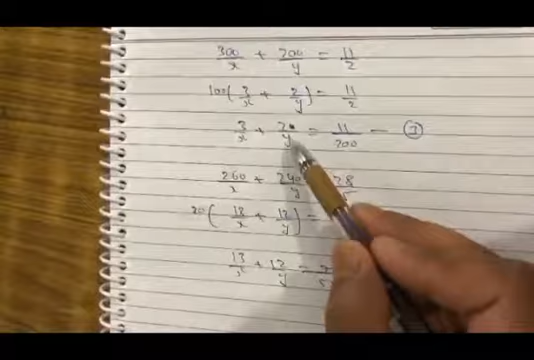 300/x + 200/y = 11/2
100(3/x + 2/y) = 11/2
3/x + 2/y = 11/200 — ①
260/x + 240/y 28
20(13/x + 12/y) =
13/x + 12/y =